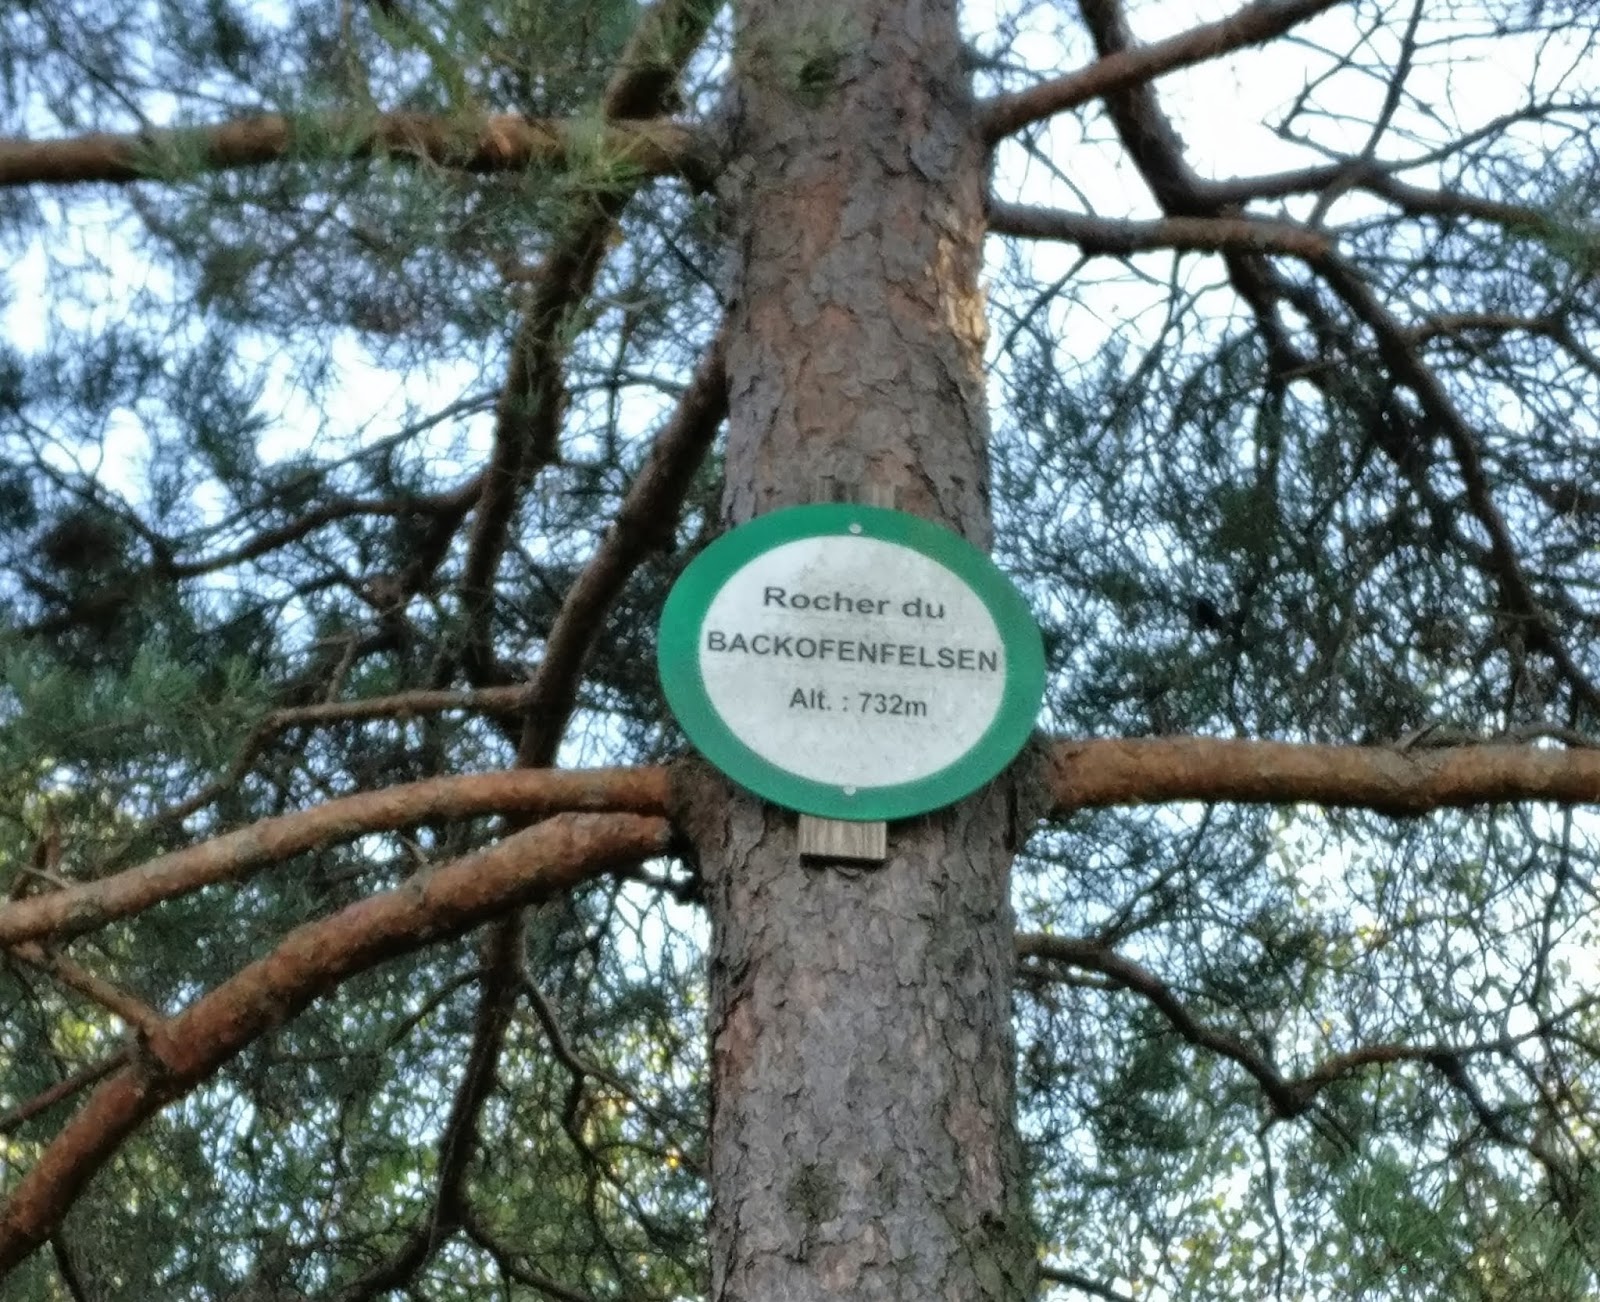 Rocher du
BACKOFENFELSEN
Alt. : 732m